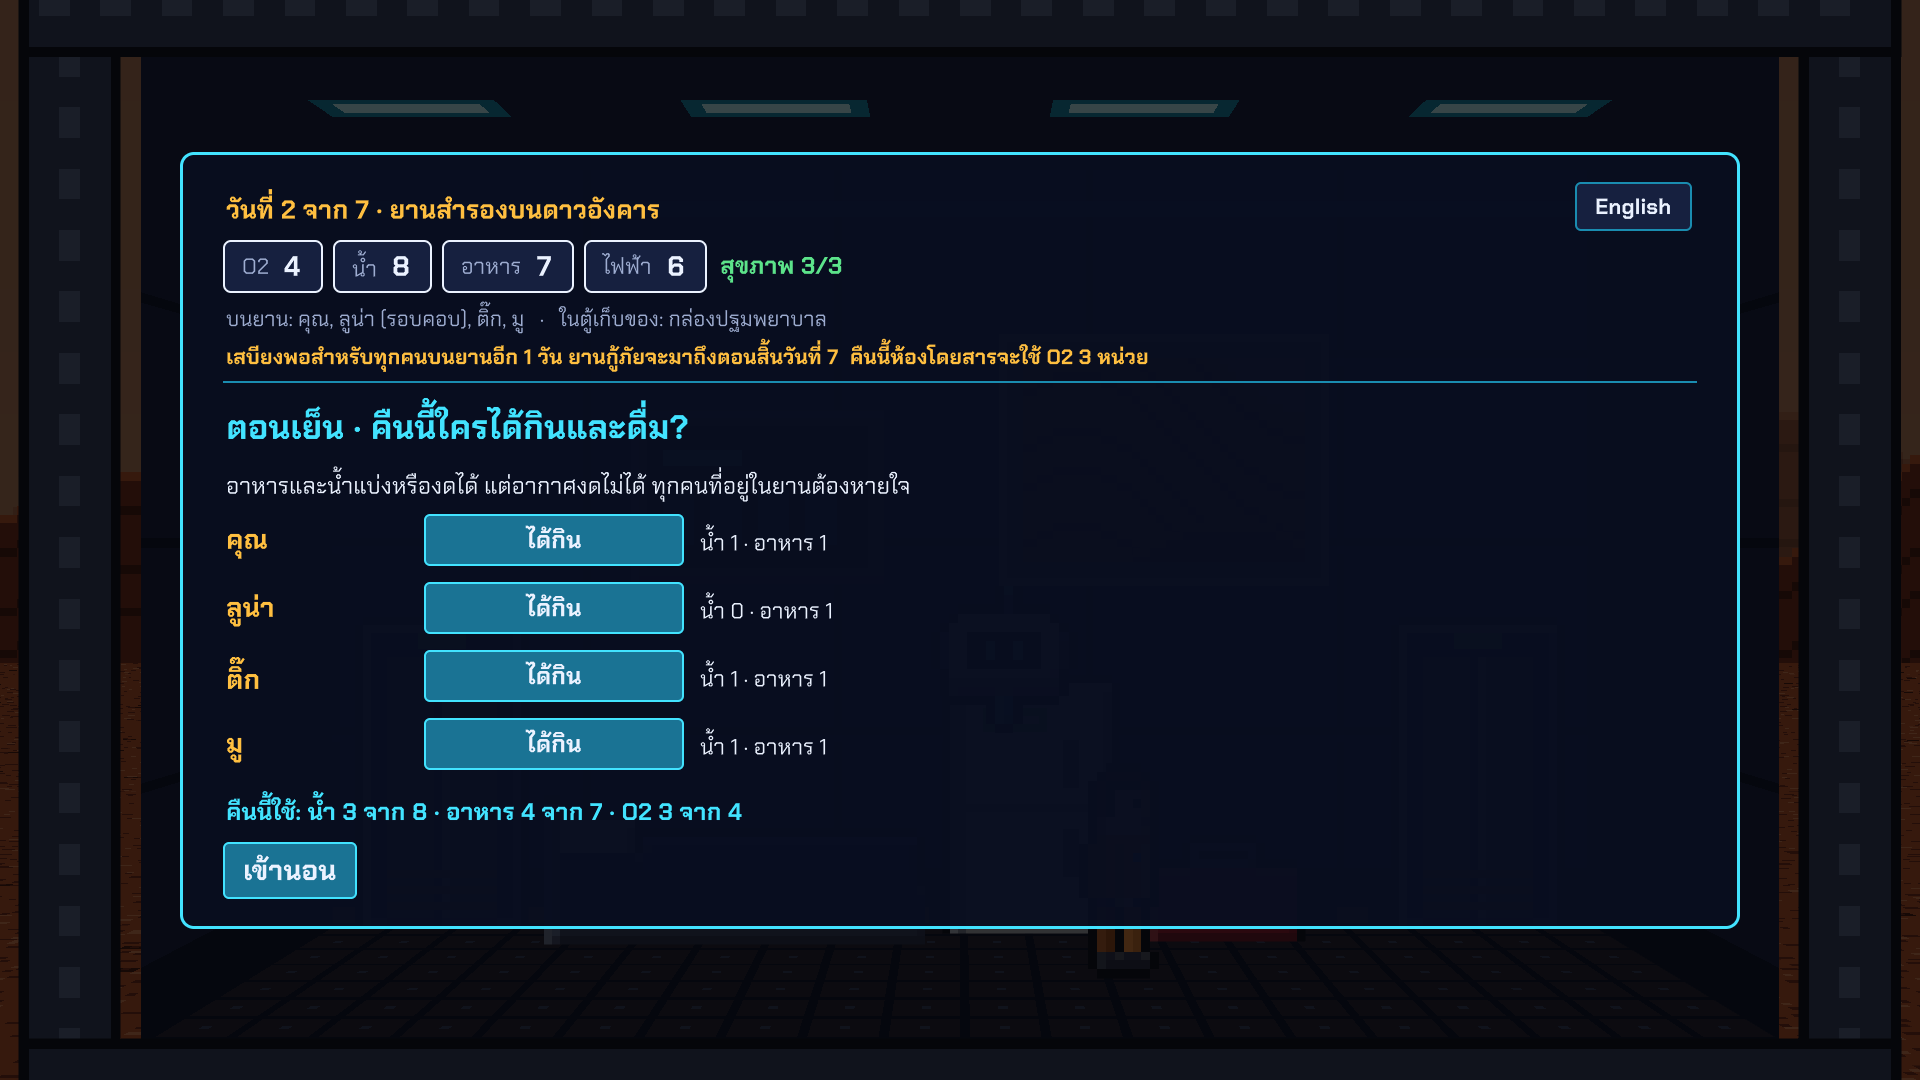 วันที่ 2 จาก 7 · ยานสำรองบนดาวอังคาร
English
O2 4 น้ำ 8 อาหาร 7 ไฟฟ้า 6 สุขภาพ 3/3
บนยาน: คุณ, ลูน่า (รอบคอบ), ติ๊ก, มู · ในตู้เก็บของ: กล่องปฐมพยาบาล
เสบียงพอสำหรับทุกคนบนยานอีก 1 วัน ยานกู้ภัยจะมาถึงตอนสิ้นวันที่ 7 คืนนี้ห้องโดยสารจะใช้ O2 3 หน่วย
ตอนเย็น · คืนนี้ใครได้กินและดื่ม?
อาหารและน้ำแบ่งหรืองดได้ แต่อากาศงดไม่ได้ ทุกคนที่อยู่ในยานต้องหายใจ
คุณ ได้กิน น้ำ 1 · อาหาร 1
ลูน่า ได้กิน น้ำ 0 · อาหาร 1
ติ๊ก ได้กิน น้ำ 1 · อาหาร 1
มู ได้กิน น้ำ 1 · อาหาร 1
คืนนี้ใช้: น้ำ 3 จาก 8 · อาหาร 4 จาก 7 · O2 3 จาก 4
เข้านอน